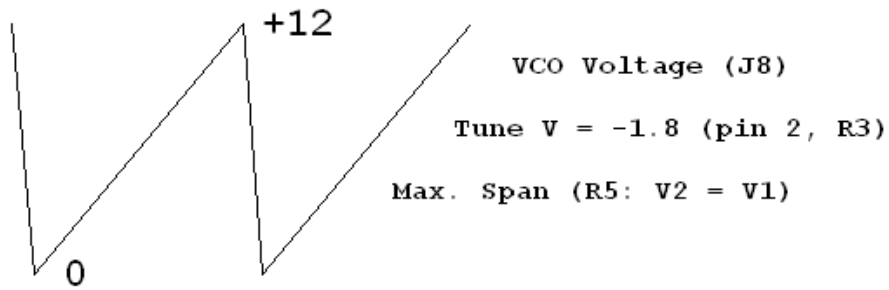 +12
VCO Voltage (J8)
Tune V = -1.8 (pin 2, R3)
Max. Span (R5: V2 = V1)
0